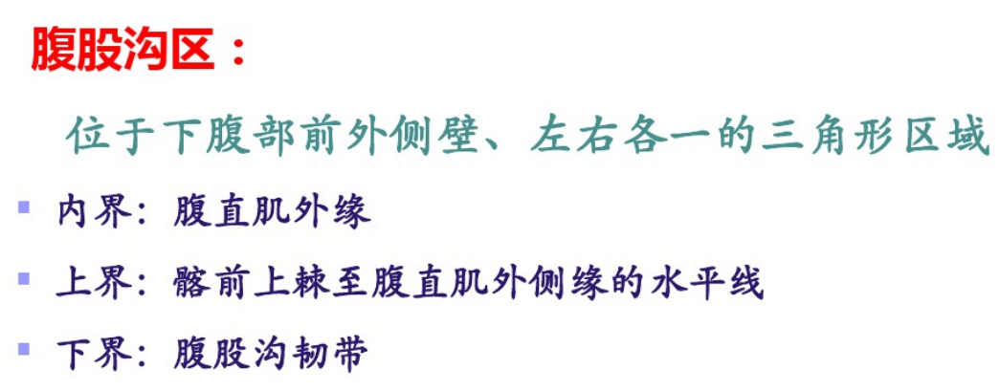 腹股沟区：
位于下腹部前外侧壁、左右各一的三角形区域
内界：腹直肌外缘
上界：髂前上棘至腹直肌外侧缘的水平线
下界：腹股沟韧带